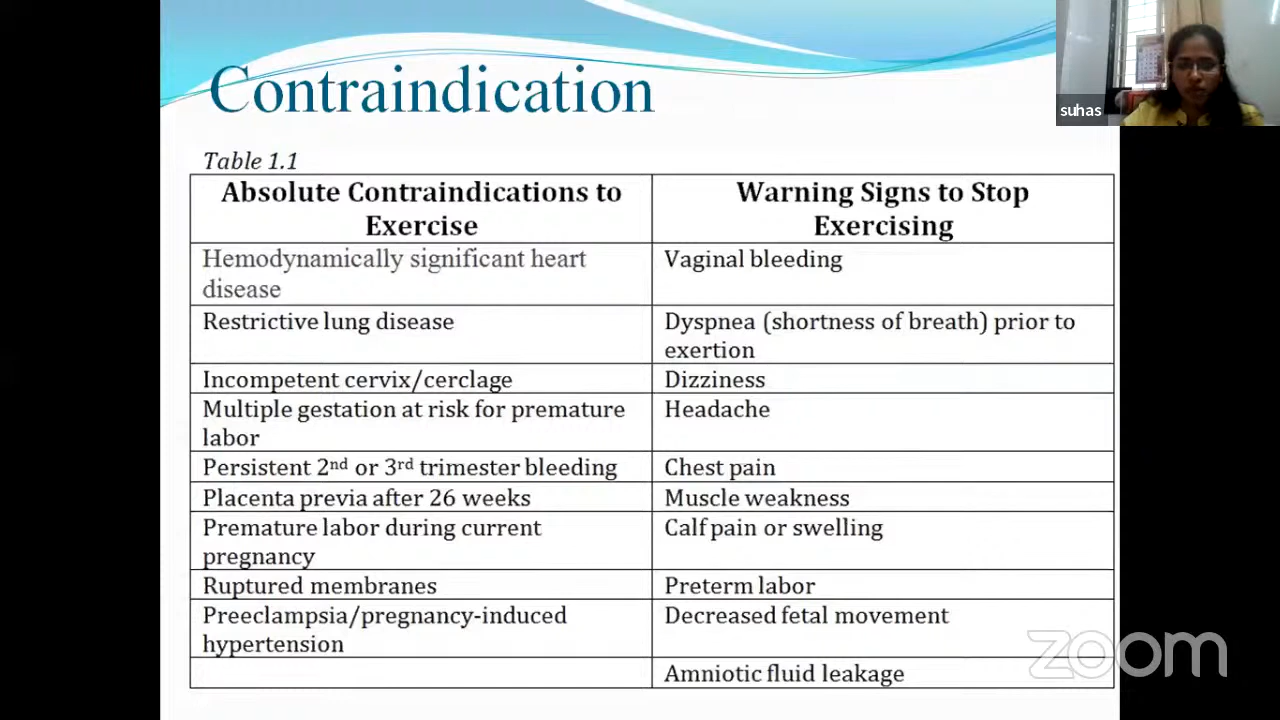 Contraindication
suhas
Table 1.1
Absolute Contraindications to
Exercise
Warning Signs to Stop
Exercising
Hemodynamically significant heart
disease
Vaginal bleeding
Restrictive lung disease
Dyspnea (shortness of breath) prior to
exertion
Incompetent cervix/cerclage
Dizziness
Multiple gestation at risk for premature
labor
Headache
Persistent 2nd or 3rd trimester bleeding
Chest pain
Placenta previa after 26 weeks
Muscle weakness
Premature labor during current
pregnancy
Calf pain or swelling
Ruptured membranes
Preterm labor
Preeclampsia/pregnancy-induced
hypertension
Decreased fetal movement
Amniotic fluid leakage
zoom